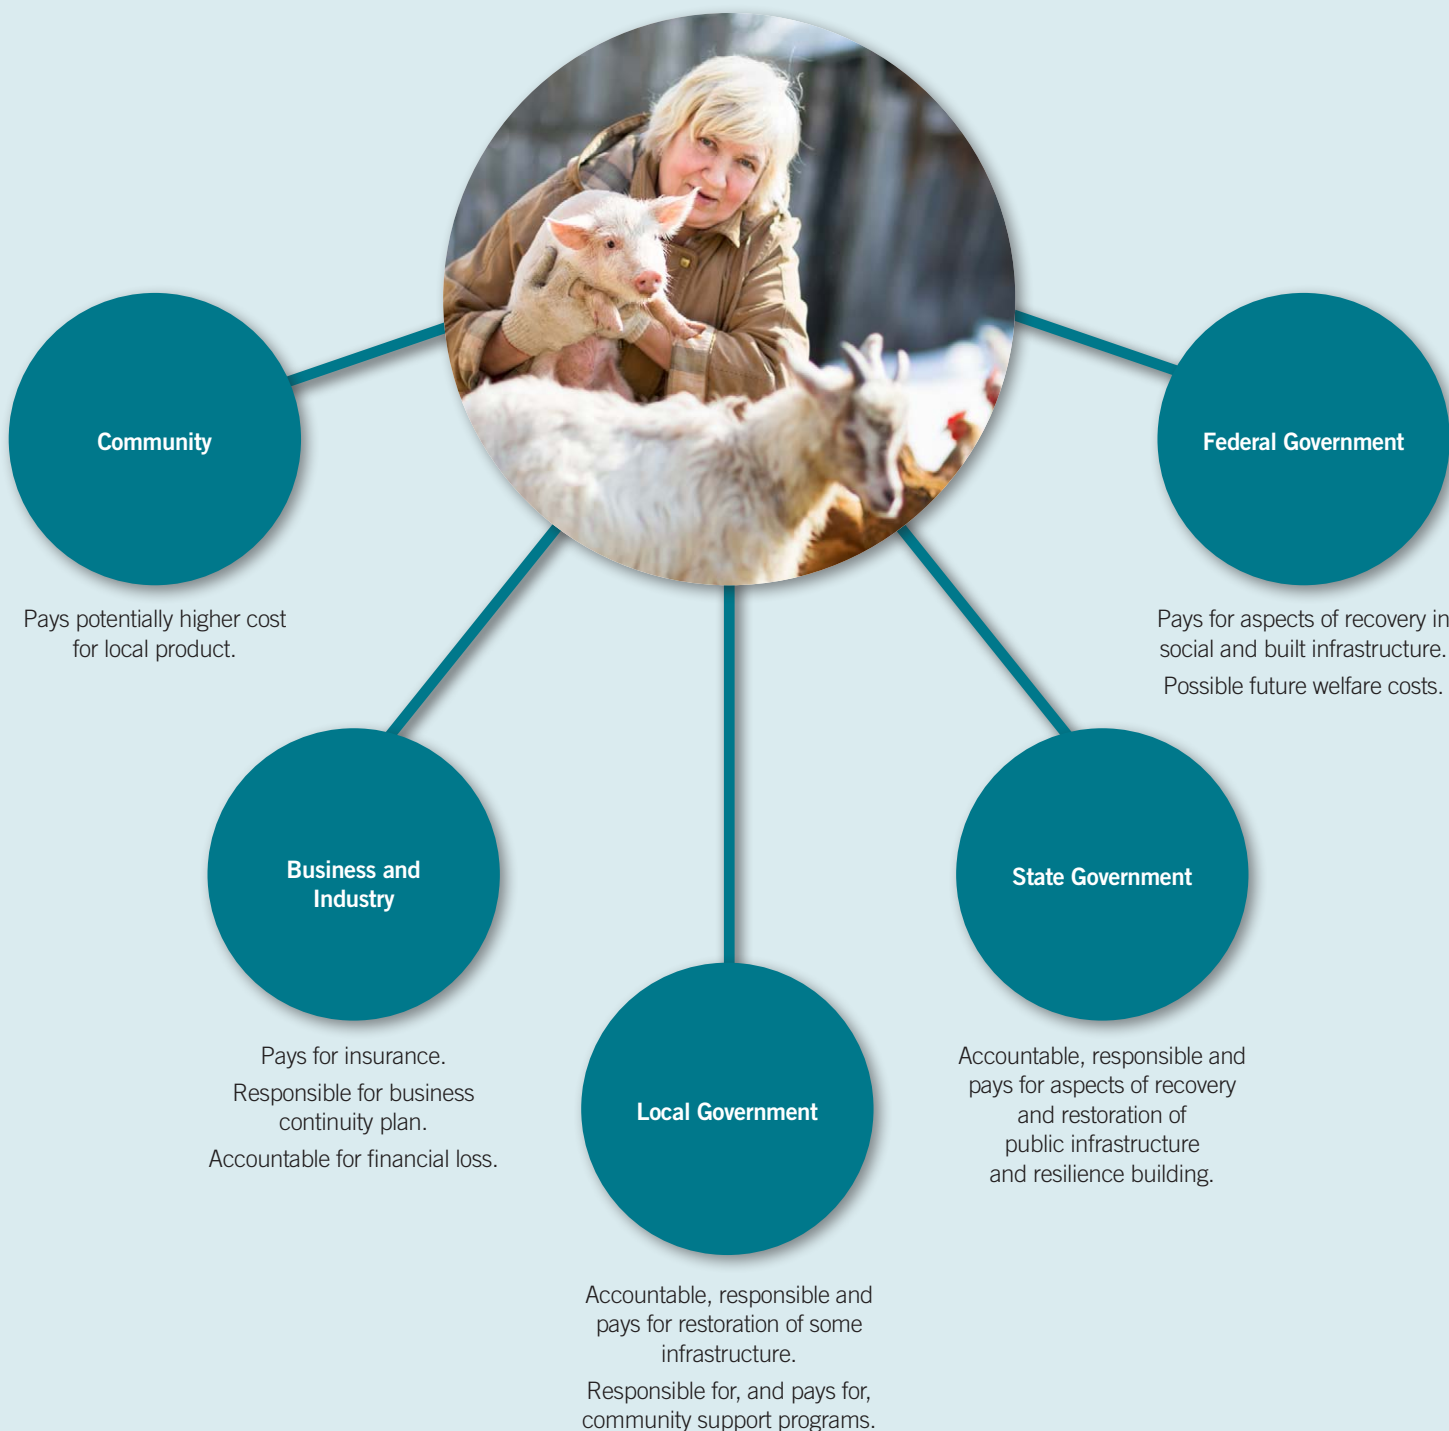 Community
Pays potentially higher cost
for local product.
Business and
Industry
Pays for insurance.
Responsible for business
continuity plan.
Accountable for financial loss.
Local Government
Accountable, responsible and
pays for restoration of some
infrastructure.
Responsible for, and pays for,
community support programs.
State Government
Accountable, responsible and
pays for aspects of recovery
and restoration of
public infrastructure
and resilience building.
Federal Government
Pays for aspects of recovery in
social and built infrastructure.
Possible future welfare costs.